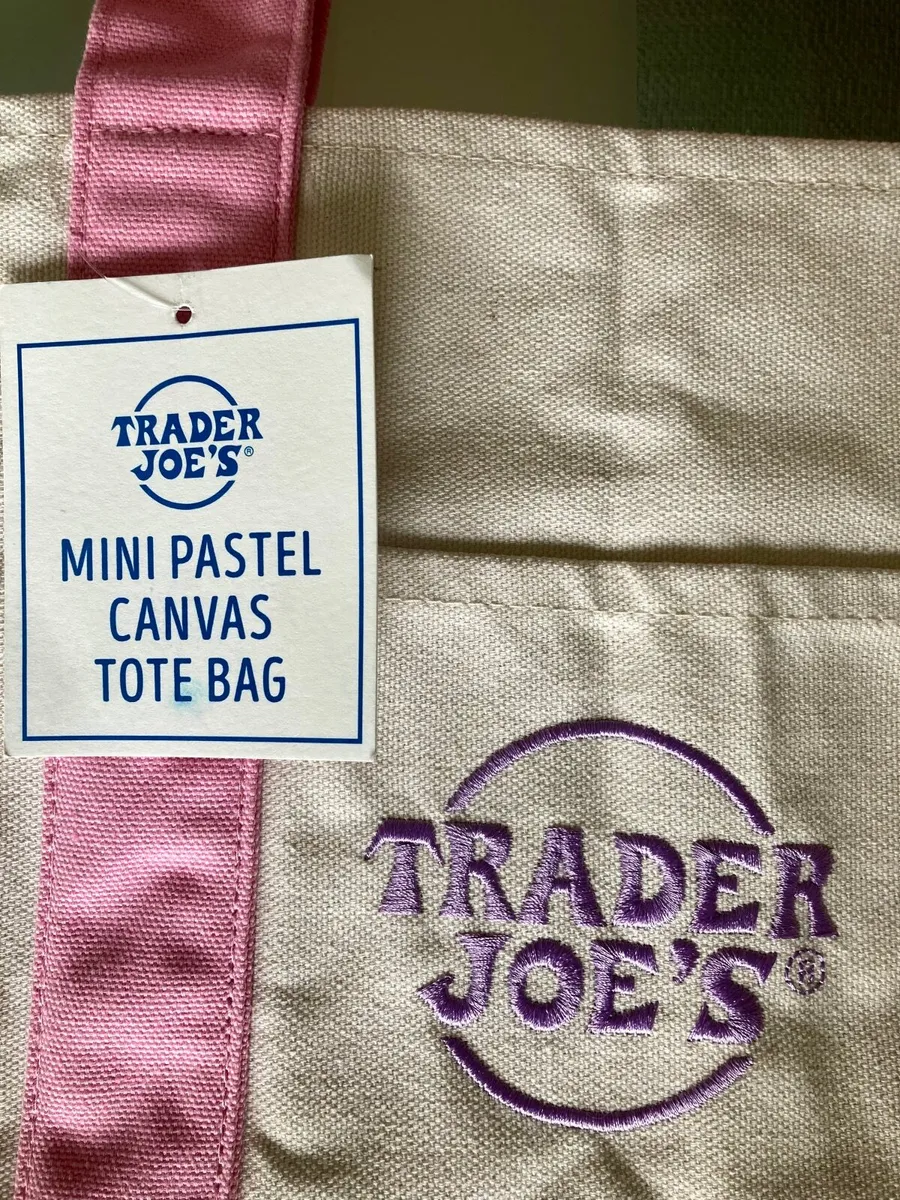 TRADER
JOE'S®
MINI PASTEL
CANVAS
TOTE BAG
TRADER
JOE'S®